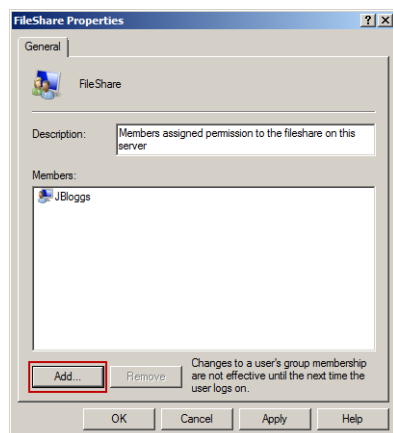 FileShare Properties
? X
General
FileShare
Description:
Members assigned permission to the fileshare on this
server
Members:
JBloggs
Add...
Remove
Changes to a user's group membership
are not effective until the next time the
user logs on.
OK
Cancel
Apply
Help